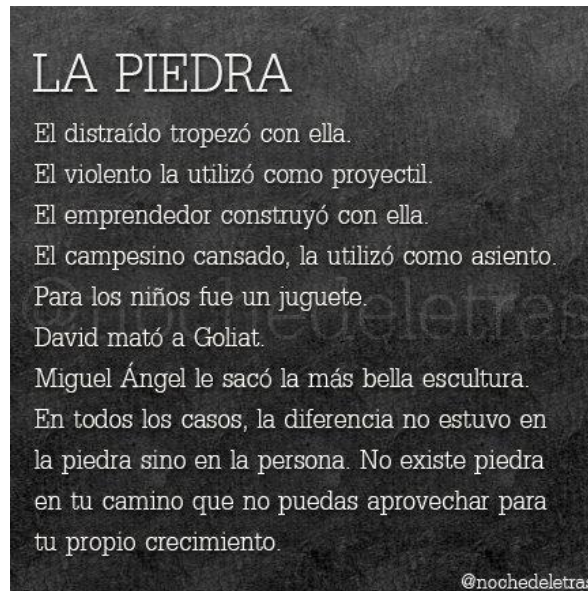 LA PIEDRA
El distraído tropezó con ella.
El violento la utilizó como proyectil.
El emprendedor construyó con ella.
El campesino cansado, la utilizó como asiento.
Para los niños fue un juguete.
@nochedeletras
David mató a Goliat.
Miguel Ángel le sacó la más bella escultura.
En todos los casos, la diferencia no estuvo en
la piedra sino en la persona. No existe piedra
en tu camino que no puedas aprovechar para
tu propio crecimiento.
@nochedeletras